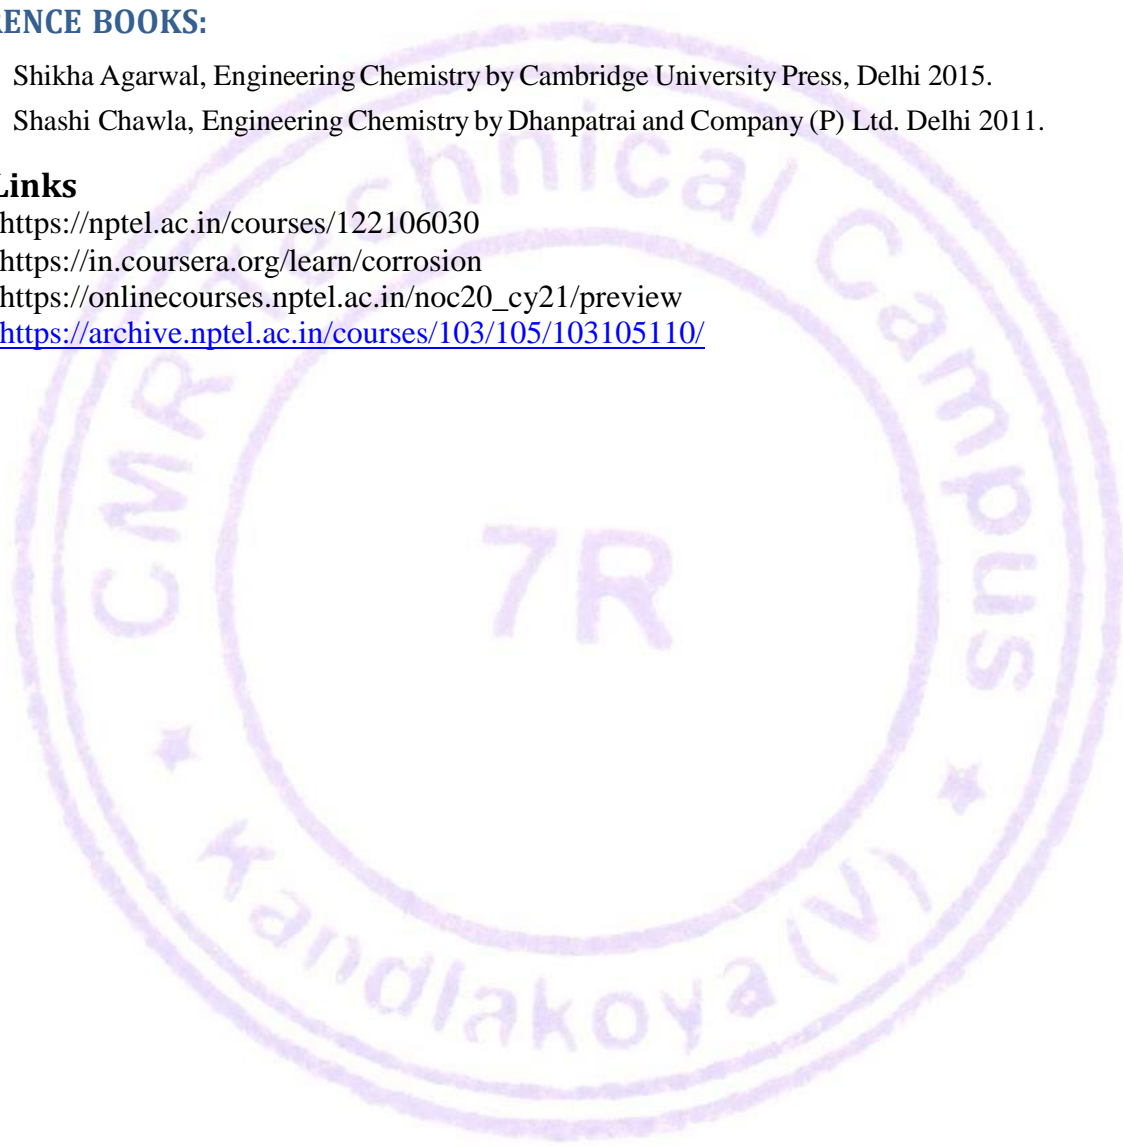 RENCE BOOKS:
Shikha Agarwal, Engineering Chemistry by Cambridge University Press, Delhi 2015.
Shashi Chawla, Engineering Chemistry by Dhanpatrai and Company (P) Ltd. Delhi 2011.
Links
https://nptel.ac.in/courses/122106030
https://in.coursera.org/learn/corrosion
https://onlinecourses.nptel.ac.in/noc20_cy21/preview
https://archive.nptel.ac.in/courses/103/105/103105110/
CMR Technical Campus
7R
Kandlakoya (V)